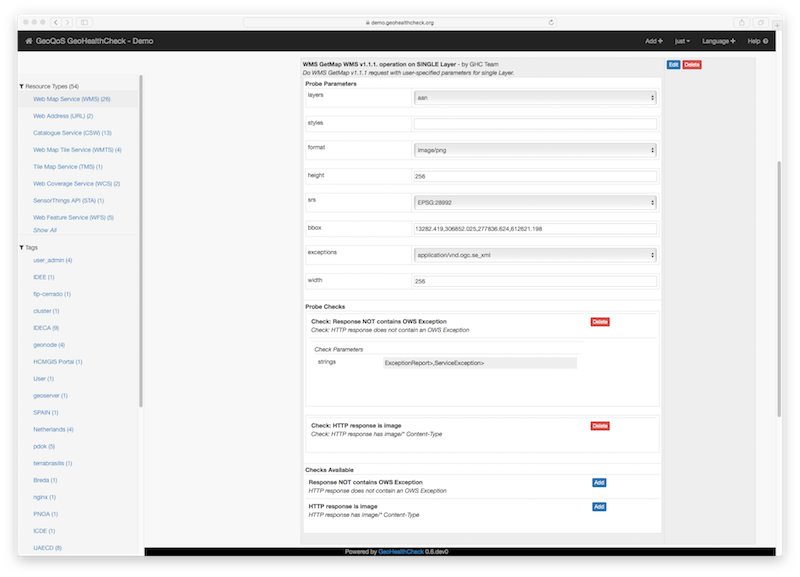 demo.geohealthcheck.org
GeoQoS GeoHealthCheck - Demo
Add
just
Language
Help
Resource Types (54)
Web Map Service (WMS) (26)
Web Address (URL) (2)
Catalogue Service (CSW) (13)
Web Map Tile Service (WMTS) (4)
Tile Map Service (TMS) (1)
Web Coverage Service (WCS) (2)
SensorThings API (STA) (1)
Web Feature Service (WFS) (5)
Show All
Tags
user_admin (4)
IDEE (1)
fip-cerrado (1)
cluster (1)
IDECA (9)
geonode (4)
HCMGIS Portal (1)
User (1)
geoserver (1)
SPAIN (1)
Netherlands (4)
pdok (5)
terrabrasilis (1)
Breda (1)
nginx (1)
PNOA (1)
ICDE (1)
UAECD (8)
WMS GetMap WMS v1.1.1. operation on SINGLE Layer - by GHC Team
Do WMS GetMap v1.1.1 request with user-specified parameters for single Layer.
Edit Delete
Probe Parameters
layers
aan
styles
format
image/png
height
256
srs
EPSG:28992
bbox
13282.419,306852.025,277836.624,612621.198
exceptions
application/vnd.ogc.se_xml
width
256
Probe Checks
Check: Response NOT contains OWS Exception
Check: HTTP response does not contain an OWS Exception
Delete
Check Parameters
strings
ExceptionReport>,ServiceException>
Check: HTTP response is image
Check: HTTP response has image/* Content-Type
Delete
Checks Available
Response NOT contains OWS Exception
HTTP response does not contain an OWS Exception
Add
HTTP response is image
HTTP response has image/* Content-Type
Add
Powered by GeoHealthCheck 0.6.dev0